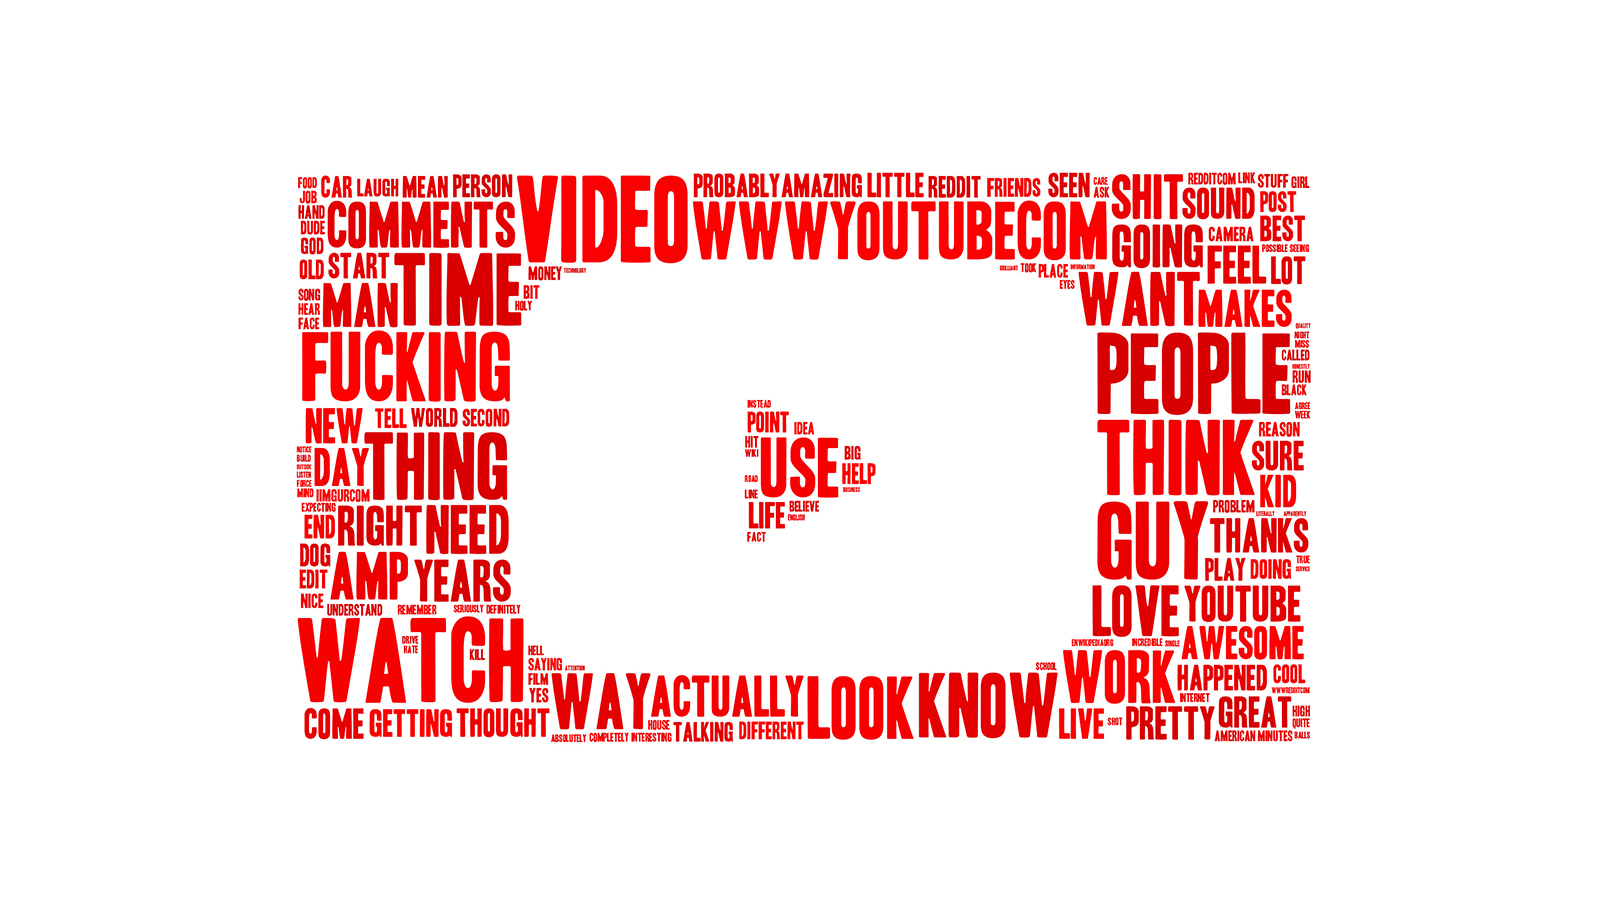 FOOD
JOB
CAR LAUGH MEAN PERSON
VIDEO
PROBABLY AMAZING LITTLE REDDIT FRIENDS SEEN
CARE
ASK
SHIT
REDDITCOM LINK STUFF GIRL
HAND
DUDE
GOD
COMMENTS
WWWYOUTUBECOM
SOUND
POST
BEST
GOING
CAMERA
POSSIBLE SEEING
OLD START
TIME
MONEY TECHNOLOGY
BIT
HOLY
BRILLIANT TOOK PLACE INFORMATION
EYES
FEEL LOT
SONG
HEAR
FACE
MAN
WANT
MAKES
FUCKING
PEOPLE
QUALITY
NIGHT
MISS
CALLED
HONESTLY
RUN
BLACK
AGREE
WEEK
NEW TELL WORLD SECOND
INSTEAD
POINT
IDEA
HIT
WKI
USE
BIG
HELP
BUSINESS
ROAD
LINE
LIFE
BELIEVE
ENGLISH
FACT
THINK
REASON
SURE
KID
NOTICE
BUILD
OUTSIDE
LISTEN
FORCE
MIND
DAY
THING
IIMGURCOM
EXPECTING
END
RIGHT NEED
GUY
PROBLEM
LITERALLY APPARENTLY
THANKS
DOG
EDIT
NICE
AMP YEARS
PLAY DOING
TRUE
SERVICE
UNDERSTAND REMEMBER SERIOUSLY DEFINITELY
LOVE YOUTUBE
WATCH
DRIVE
HATE
KILL
HELL
SAYING ATTENTION
FILM
YES
ENWIKIPEDIAORG INCREDIBLE SINGLE
AWESOME
SCHOOL
WORK
HAPPENED COOL
WWWREDDITCOM
INTERNET
COME GETTING THOUGHT
WAY ACTUALLY LOOK KNOW
HOUSE
ABSOLUTELY COMPLETELY INTERESTING TALKING DIFFERENT
LIVE SHOT PRETTY GREAT
HIGH
QUITE
AMERICAN MINUTES BALLS